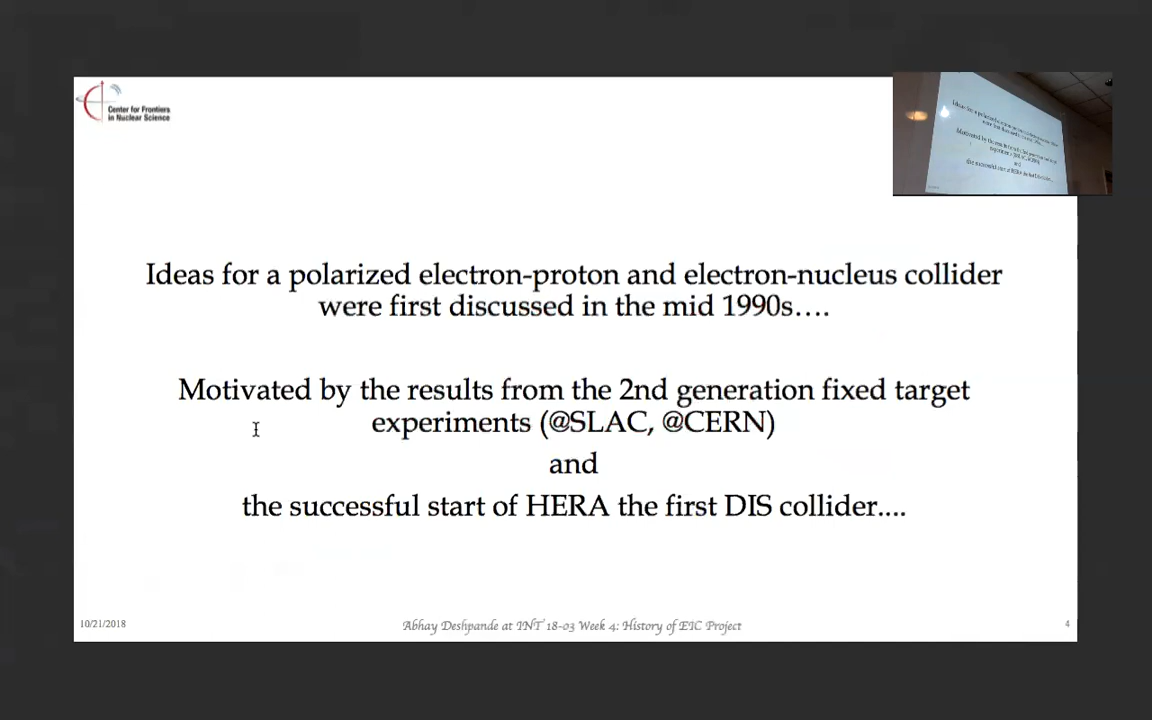 Center for Frontiers
in Nuclear Science
Ideas for a polarized electron-proton and electron-nucleus collider
were first discussed in the mid 1990s….
Motivated by the results from the 2nd generation fixed target
experiments (@SLAC, @CERN)
and
the successful start of HERA the first DIS collider....
10/21/2018
Abhay Deshpande at INT 18-03 Week 4: History of EIC Project
4